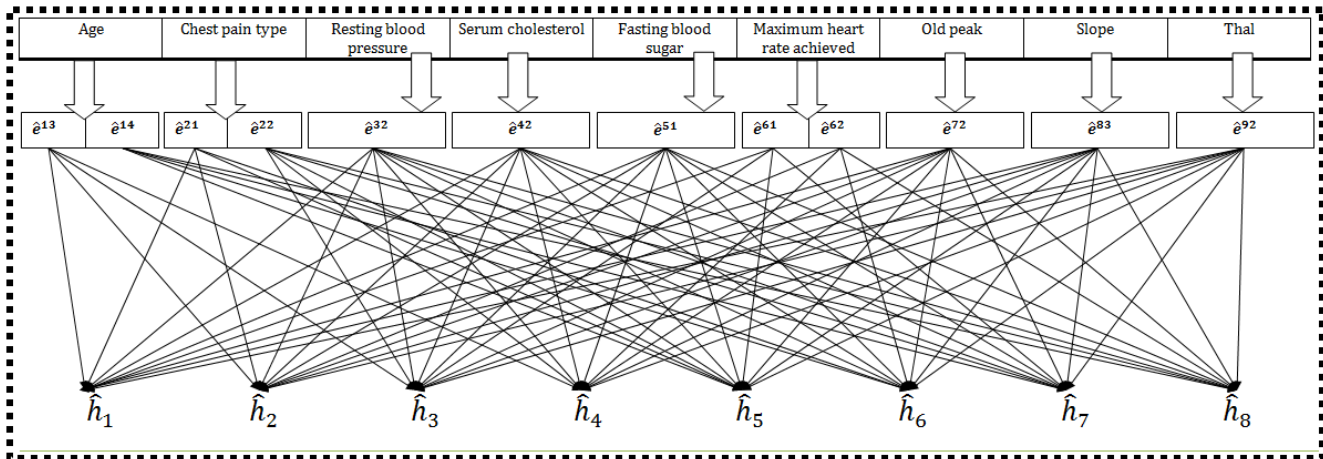 Age Chest pain type Resting blood pressure Serum cholesterol Fasting blood sugar Maximum heart rate achieved Old peak Slope Thal
ê¹³ ê¹⁴ ê²¹ ê²² ê³² ê⁴² ê⁵¹ ê⁶¹ ê⁶² ê⁷² ê⁸³ ê⁹²
ĥ₁ ĥ₂ ĥ₃ ĥ₄ ĥ₅ ĥ₆ ĥ₇ ĥ₈